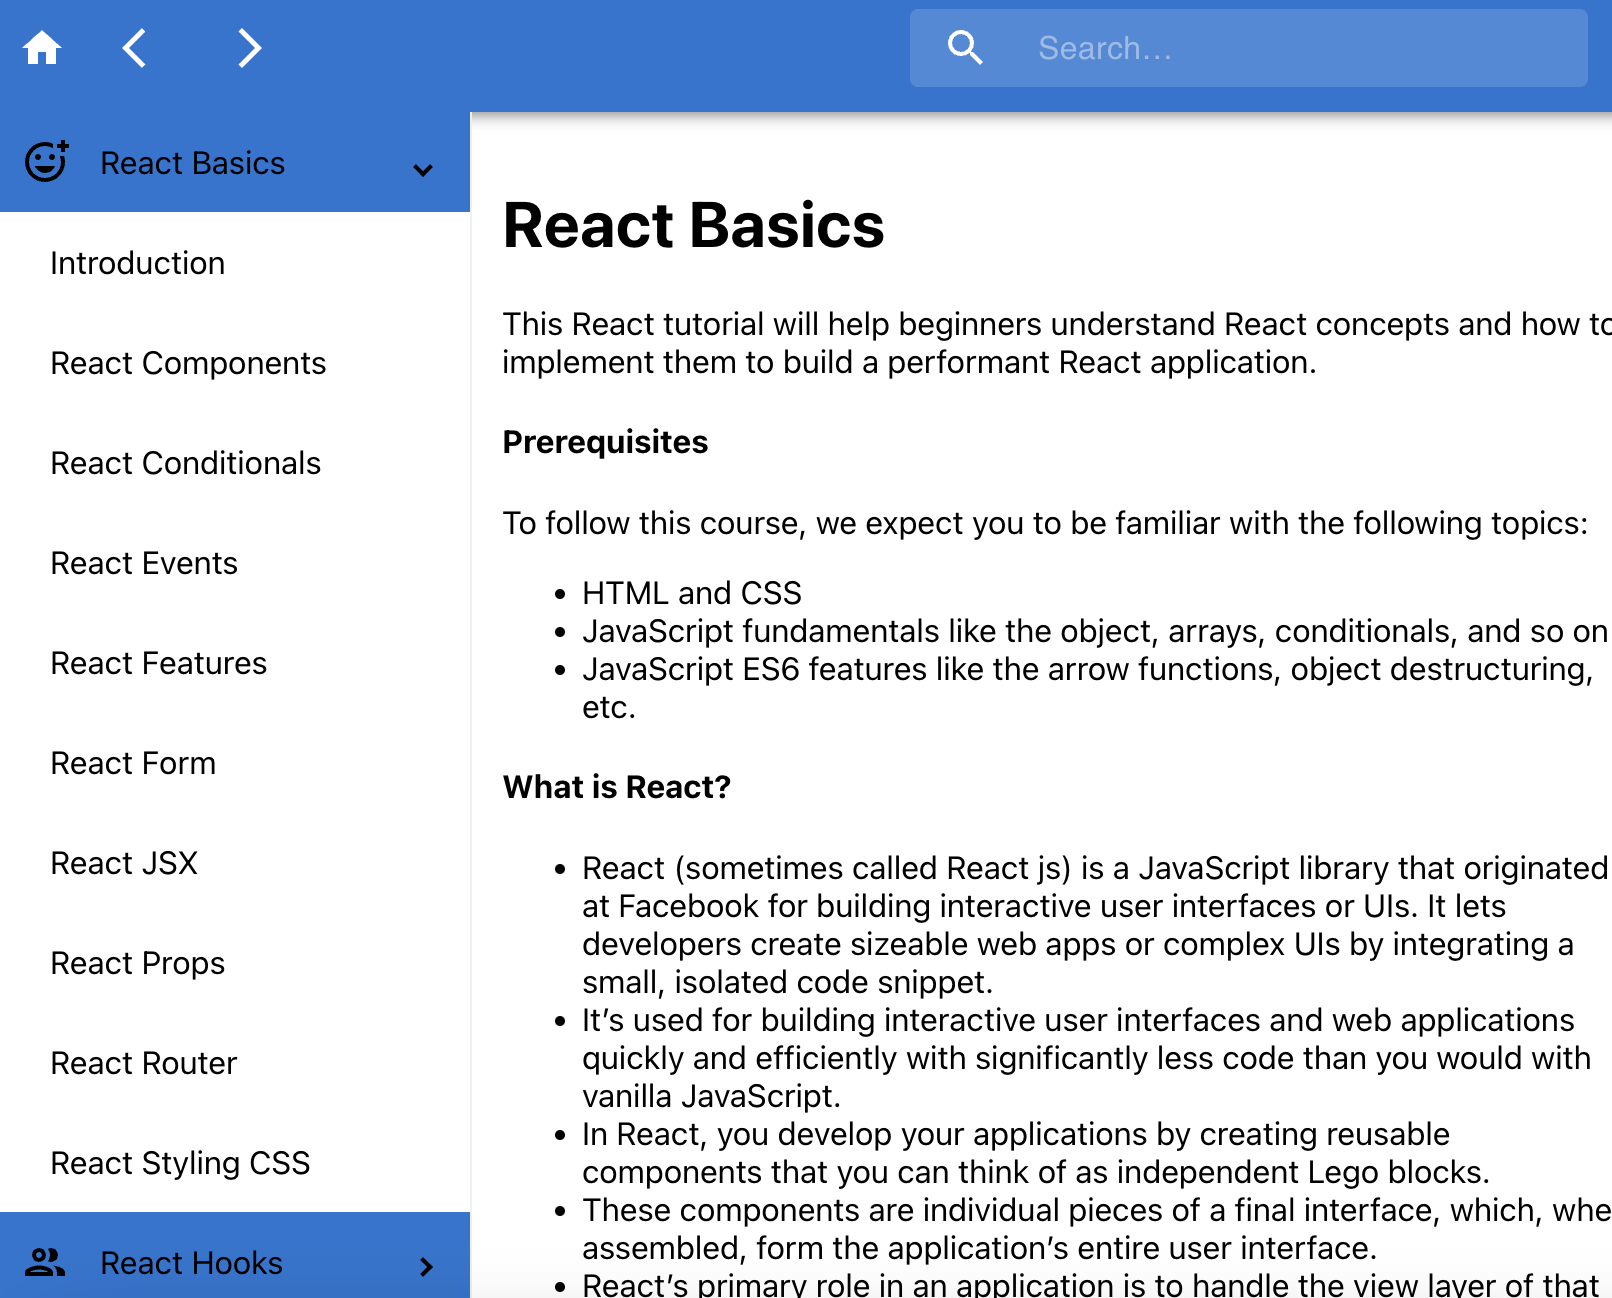 Search...
React Basics
Introduction
React Components
React Conditionals
React Events
React Features
React Form
React JSX
React Props
React Router
React Styling CSS
React Hooks
React Basics
This React tutorial will help beginners understand React concepts and how to
implement them to build a performant React application.
Prerequisites
To follow this course, we expect you to be familiar with the following topics:
• HTML and CSS
• JavaScript fundamentals like the object, arrays, conditionals, and so on
• JavaScript ES6 features like the arrow functions, object destructuring,
etc.
What is React?
• React (sometimes called React js) is a JavaScript library that originated
at Facebook for building interactive user interfaces or UIs. It lets
developers create sizeable web apps or complex UIs by integrating a
small, isolated code snippet.
• It’s used for building interactive user interfaces and web applications
quickly and efficiently with significantly less code than you would with
vanilla JavaScript.
• In React, you develop your applications by creating reusable
components that you can think of as independent Lego blocks.
• These components are individual pieces of a final interface, which, whe
assembled, form the application’s entire user interface.
• React’s primary role in an application is to handle the view layer of that